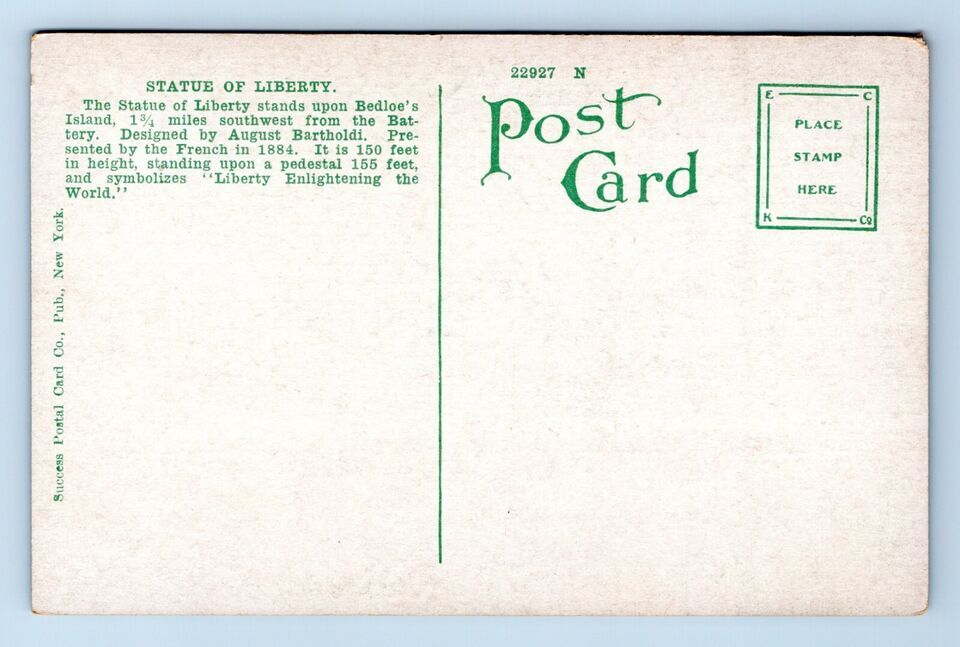 STATUE OF LIBERTY.
The Statue of Liberty stands upon Bedloe's
Island, 1¾ miles southwest from the Bat-
tery. Designed by August Bartholdi. Pre-
sented by the French in 1884. It is 150 feet
in height, standing upon a pedestal 155 feet,
and symbolizes "Liberty Enlightening the
World."
Success Postal Card Co., Pub., New York.
22927 N
Post
Card
E C
PLACE
STAMP
HERE
K Co